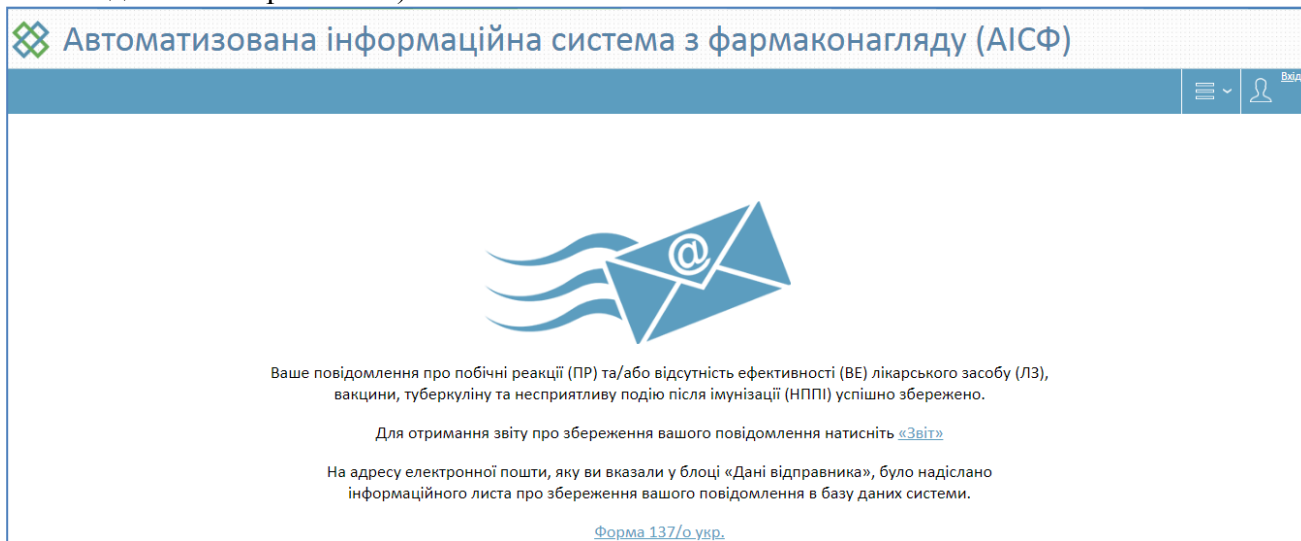 Автоматизована інформаційна система з фармаконагляду (АІСФ)
Вхід
@
Ваше повідомлення про побічні реакції (ПР) та/або відсутність ефективності (ВЕ) лікарського засобу (ЛЗ),
вакцини, туберкуліну та несприятливу подію після імунізації (НППІ) успішно збережено.
Для отримання звіту про збереження вашого повідомлення натисніть «Звіт»
На адресу електронної пошти, яку ви вказали у блоці «Дані відправника», було надіслано
інформаційного листа про збереження вашого повідомлення в базу даних системи.
Форма 137/о укр.